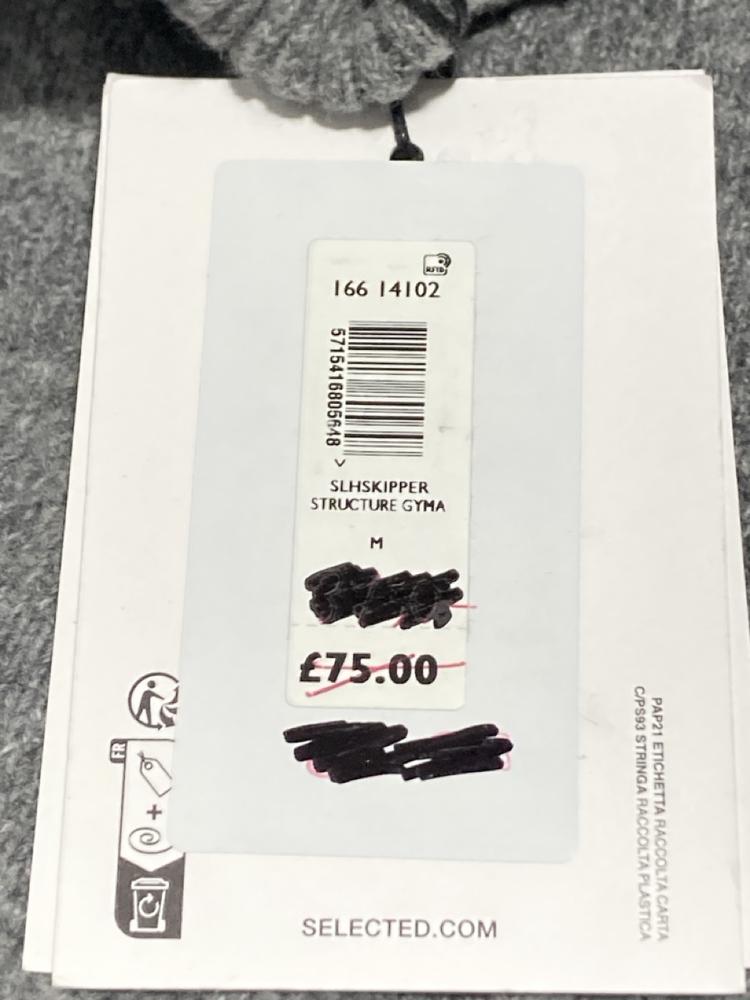 RFID
166 14102
5715416805648
SLHSKIPPER
STRUCTURE GYMA
M
£75.00
FR
+
PAP21 ETICHETTA RACCOLTA CARTA
C/PS93 STRINGA RACCOLTA PLASTICA
SELECTED.COM